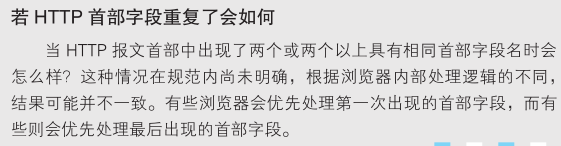 若 HTTP 首部字段重复了会如何
当 HTTP 报文首部中出现了两个或两个以上具有相同首部字段名时会
怎么样？这种情况在规范内尚未明确，根据浏览器内部处理逻辑的不同，
结果可能并不一致。有些浏览器会优先处理第一次出现的首部字段，而有
些则会优先处理最后出现的首部字段。